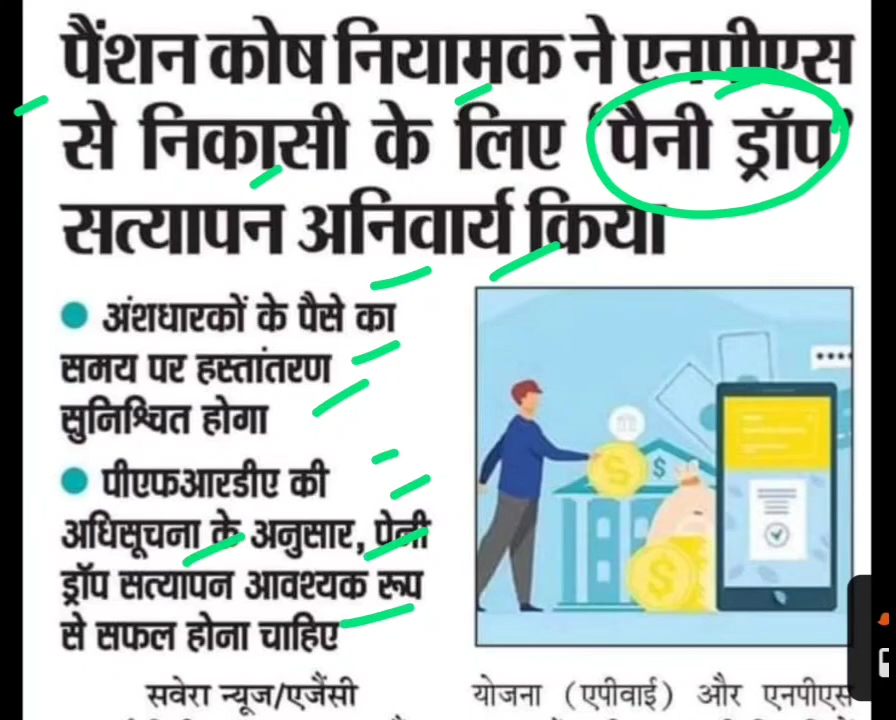 पैंशन कोष नियामक ने एनपीएस
से निकासी के लिए 'पैनी ड्रॉप'
सत्यापन अनिवार्य किया
● अंशधारकों के पैसे का
समय पर हस्तांतरण
सुनिश्चित होगा
● पीएफआरडीए की
अधिसूचना के अनुसार, पेनी
ड्रॉप सत्यापन आवश्यक रूप
से सफल होना चाहिए
सवेरा न्यूज/एजैंसी
योजना (एपीवाई) और एनपीएस